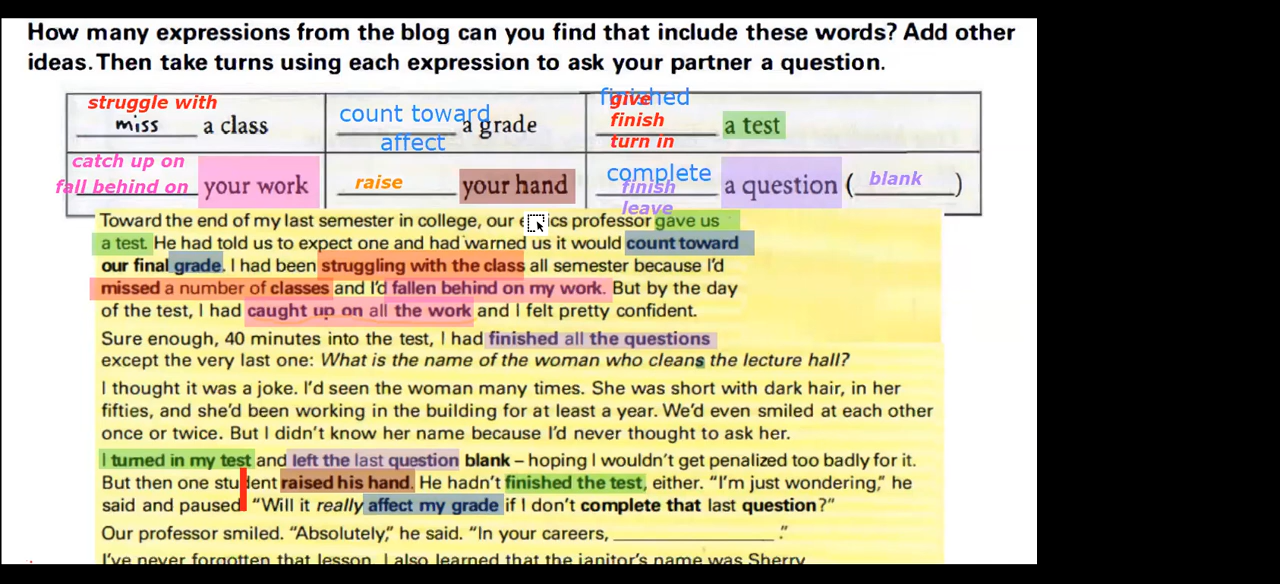 How many expressions from the blog can you find that include these words? Add other
ideas. Then take turns using each expression to ask your partner a question.
struggle with
miss a class
count toward
a grade
affect
finished
give
finish
turn in
a test
catch up on
fall behind on your work
raise your hand
complete
finish
leave
a question (blank)
Toward the end of my last semester in college, our professor gave us
a test. He had told us to expect one and had warned us it would count toward
our final grade. I had been struggling with the class all semester because I'd
missed a number of classes and I'd fallen behind on my work. But by the day
of the test, I had caught up on all the work and I felt pretty confident.
Sure enough, 40 minutes into the test, I had finished all the questions
except the very last one: What is the name of the woman who cleans the lecture hall?
I thought it was a joke. I'd seen the woman many times. She was short with dark hair, in her
fifties, and she'd been working in the building for at least a year. We'd even smiled at each other
once or twice. But I didn't know her name because I'd never thought to ask her.
I turned in my test and left the last question blank – hoping I wouldn't get penalized too badly for it.
But then one student raised his hand. He hadn't finished the test, either. "I'm just wondering," he
said and paused. "Will it really affect my grade if I don't complete that last question?"
Our professor smiled. "Absolutely," he said. "In your careers, ____________________."
I've never forgotten that lesson. I also learned that the janitor's name was Sherry